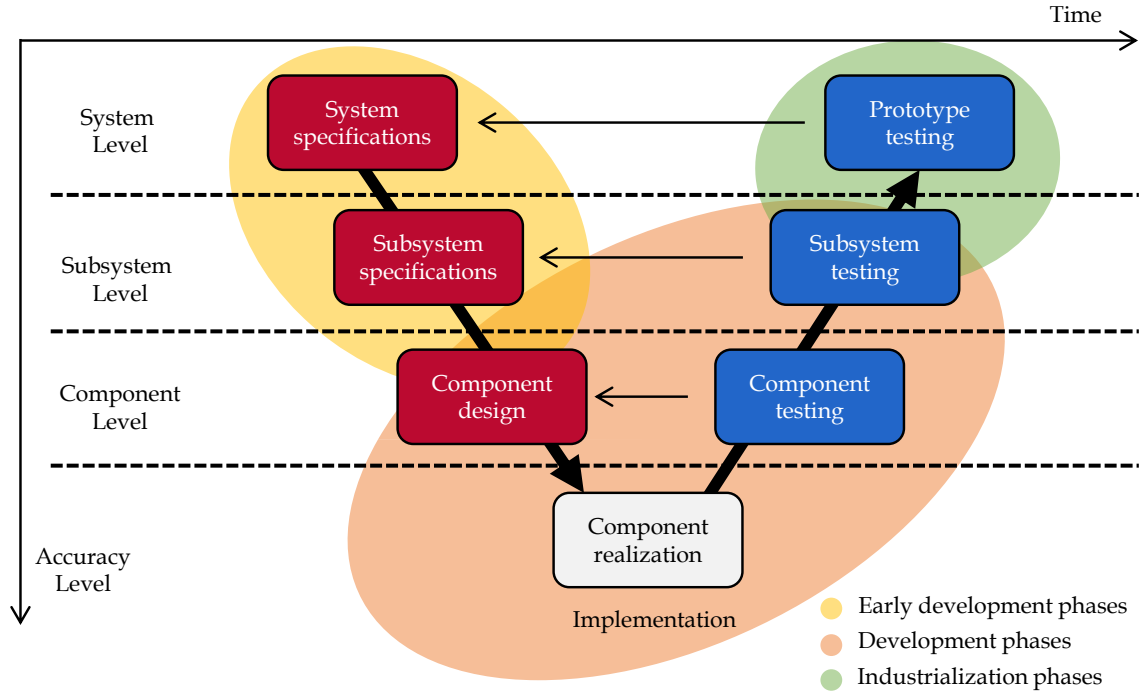 Time
System
Level
System
specifications
Prototype
testing
Subsystem
Level
Subsystem
specifications
Subsystem
testing
Component
Level
Component
design
Component
testing
Accuracy
Level
Component
realization
Implementation
Early development phases
Development phases
Industrialization phases